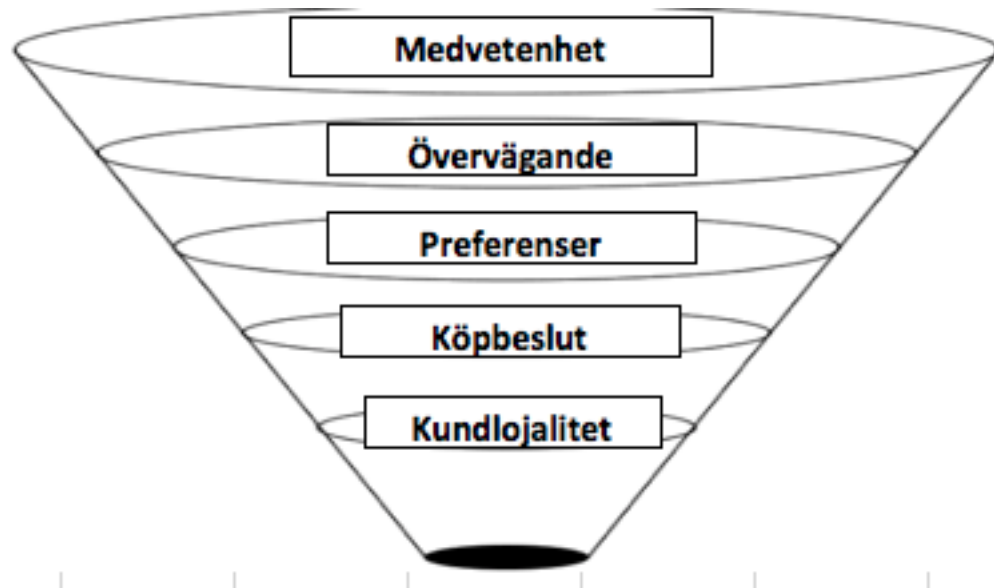 Medvetenhet
Övervägande
Preferenser
Köpbeslut
Kundlojalitet